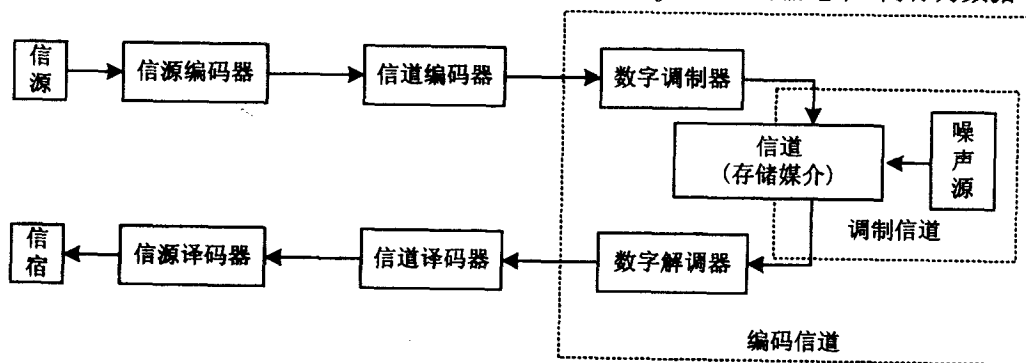 信源
信源编码器
信道编码器
数字调制器
信道
(存储媒介)
噪声源
调制信道
信宿
信源译码器
信道译码器
数字解调器
编码信道